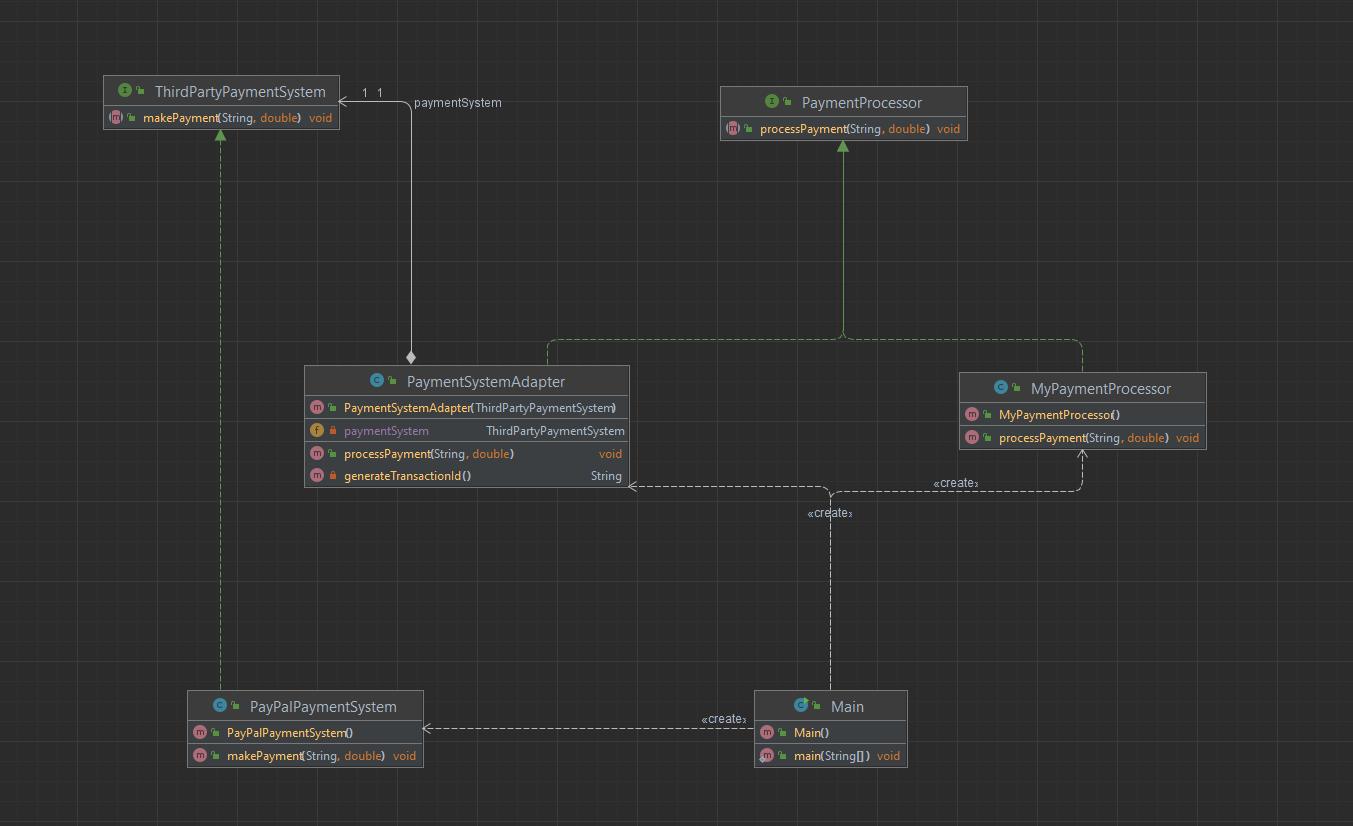 ThirdPartyPaymentSystem
makePayment(String, double) void
1 1
paymentSystem
PaymentProcessor
processPayment(String, double) void
PaymentSystemAdapter
PaymentSystemAdapter(ThirdPartyPaymentSystem)
paymentSystem ThirdPartyPaymentSystem
processPayment(String, double) void
generateTransactionId() String
MyPaymentProcessor
MyPaymentProcessor()
processPayment(String, double) void
«create»
«create»
PayPalPaymentSystem
PayPalPaymentSystem()
makePayment(String, double) void
«create»
Main
Main()
main(String[]) void